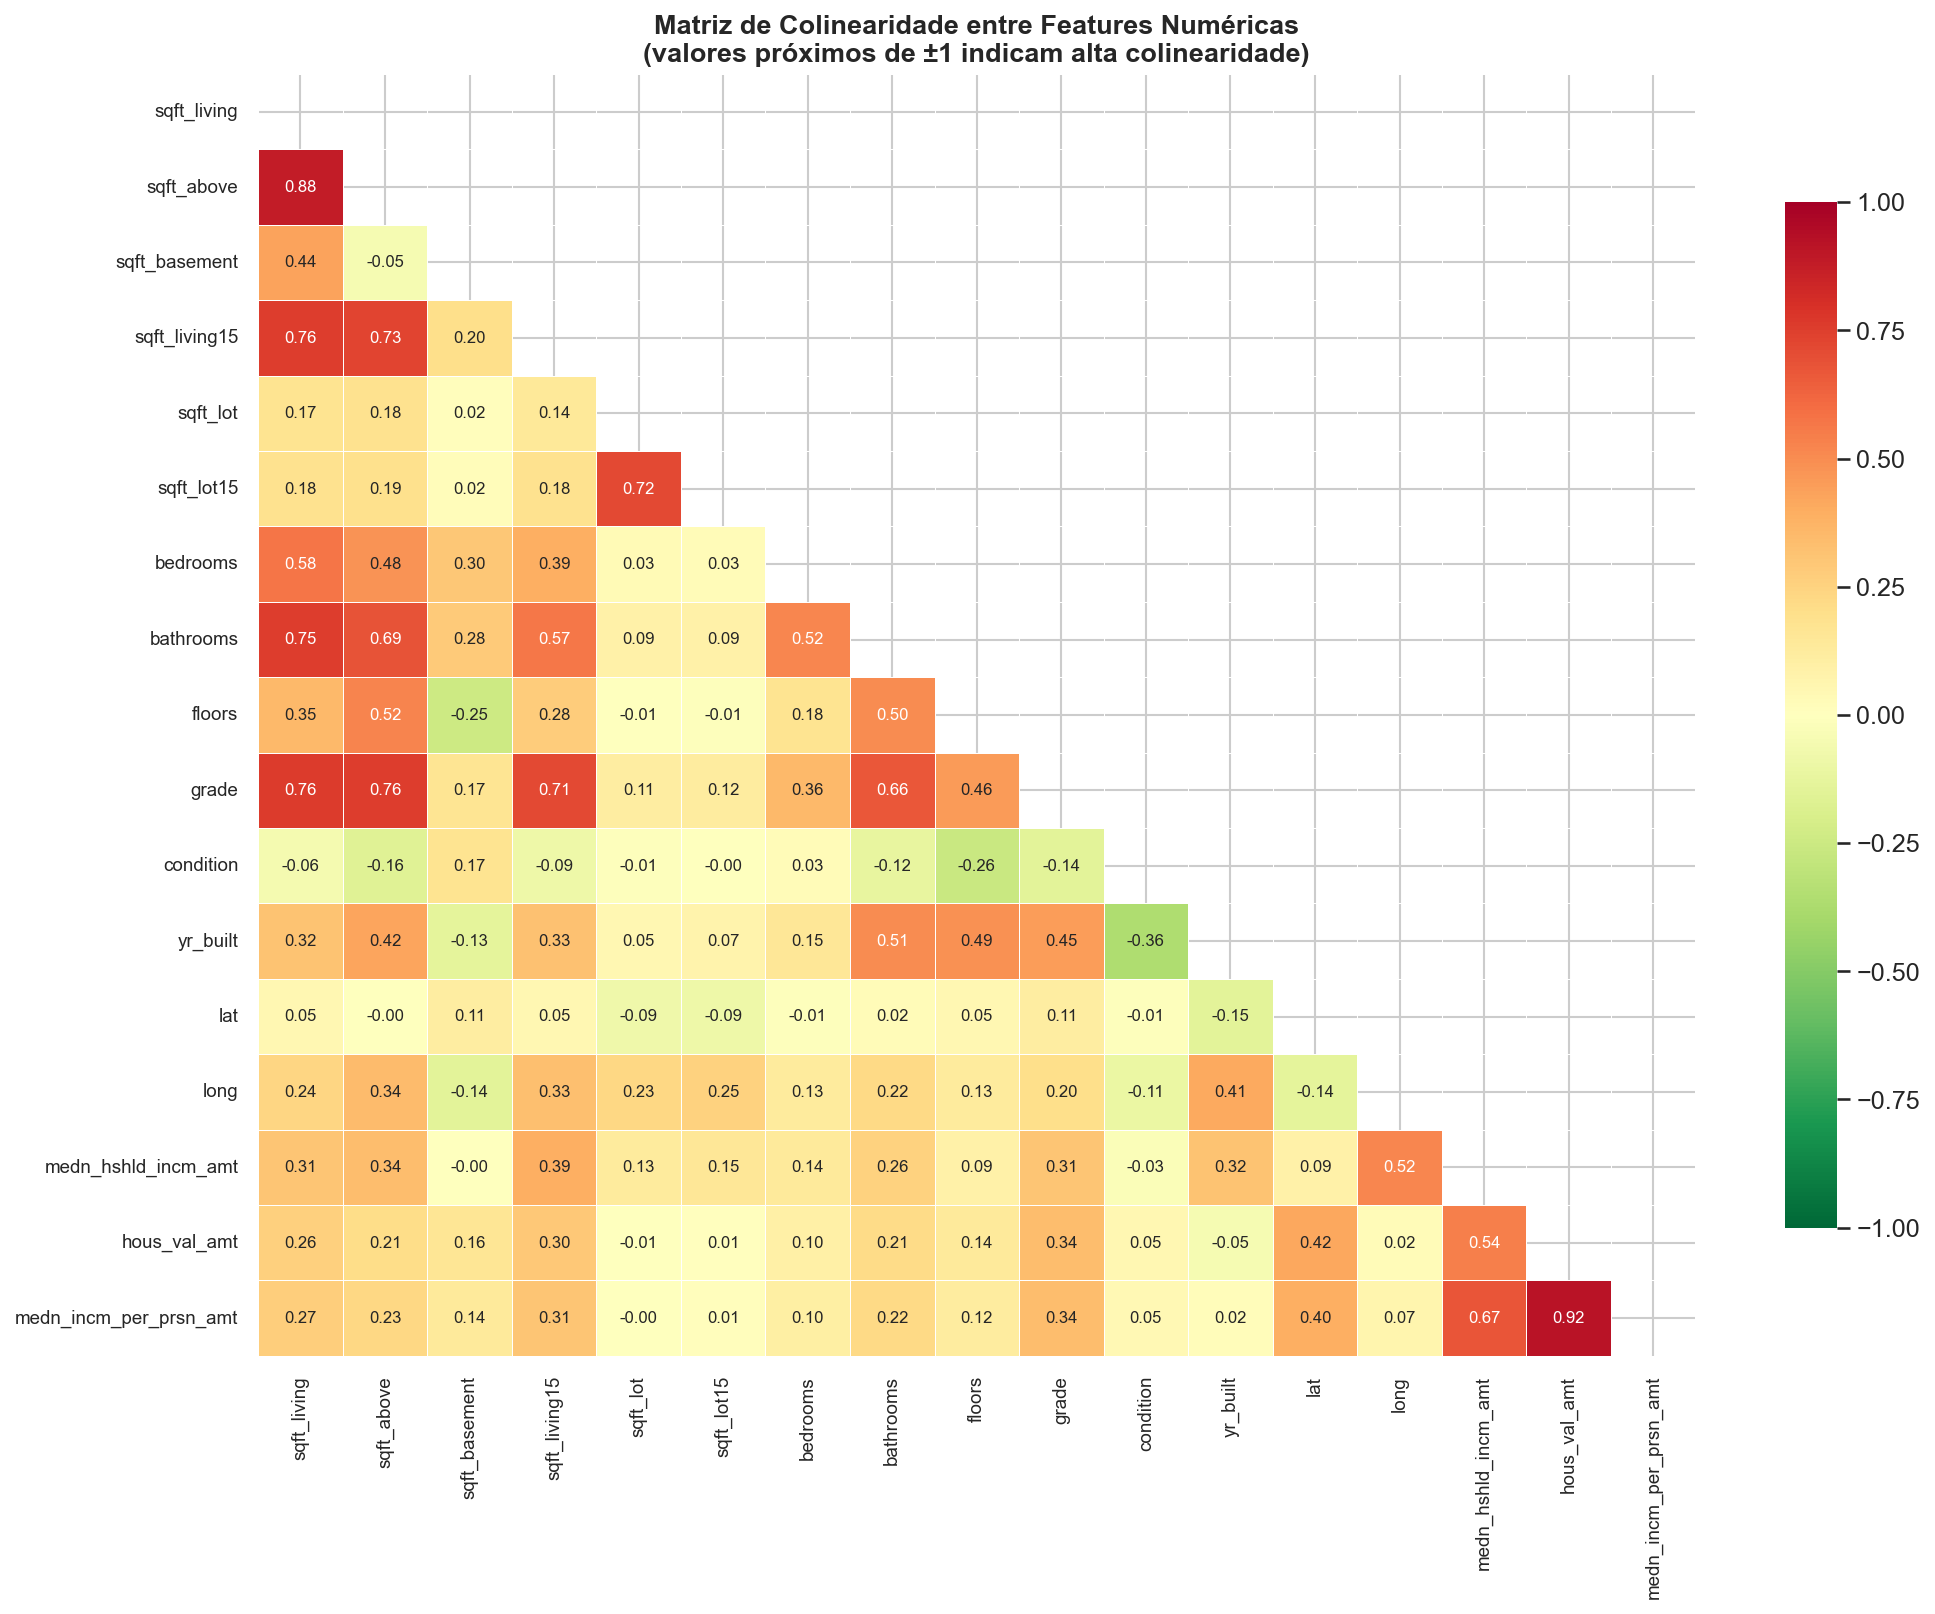 Matriz de Colinearidade entre Features Numéricas
(valores próximos de ±1 indicam alta colinearidade)
sqft_living
sqft_above 0.88
sqft_basement 0.44 -0.05
sqft_living15 0.76 0.73 0.20
sqft_lot 0.17 0.18 0.02 0.14
sqft_lot15 0.18 0.19 0.02 0.18 0.72
bedrooms 0.58 0.48 0.30 0.39 0.03 0.03
bathrooms 0.75 0.69 0.28 0.57 0.09 0.09 0.52
floors 0.35 0.52 -0.25 0.28 -0.01 -0.01 0.18 0.50
grade 0.76 0.76 0.17 0.71 0.11 0.12 0.36 0.66 0.46
condition -0.06 -0.16 0.17 -0.09 -0.01 -0.00 0.03 -0.12 -0.26 -0.14
yr_built 0.32 0.42 -0.13 0.33 0.05 0.07 0.15 0.51 0.49 0.45 -0.36
lat 0.05 -0.00 0.11 0.05 -0.09 -0.09 -0.01 0.02 0.05 0.11 -0.01 -0.15
long 0.24 0.34 -0.14 0.33 0.23 0.25 0.13 0.22 0.13 0.20 -0.11 0.41 -0.14
medn_hshld_incm_amt 0.31 0.34 -0.00 0.39 0.13 0.15 0.14 0.26 0.09 0.31 -0.03 0.32 0.09 0.52
hous_val_amt 0.26 0.21 0.16 0.30 -0.01 0.01 0.10 0.21 0.14 0.34 0.05 -0.05 0.42 0.02 0.54
medn_incm_per_prsn_amt 0.27 0.23 0.14 0.31 -0.00 0.01 0.10 0.22 0.12 0.34 0.05 0.02 0.40 0.07 0.67 0.92
sqft_living
sqft_above
sqft_basement
sqft_living15
sqft_lot
sqft_lot15
bedrooms
bathrooms
floors
grade
condition
yr_built
lat
long
medn_hshld_incm_amt
hous_val_amt
medn_incm_per_prsn_amt
1.00
0.75
0.50
0.25
0.00
−0.25
−0.50
−0.75
−1.00